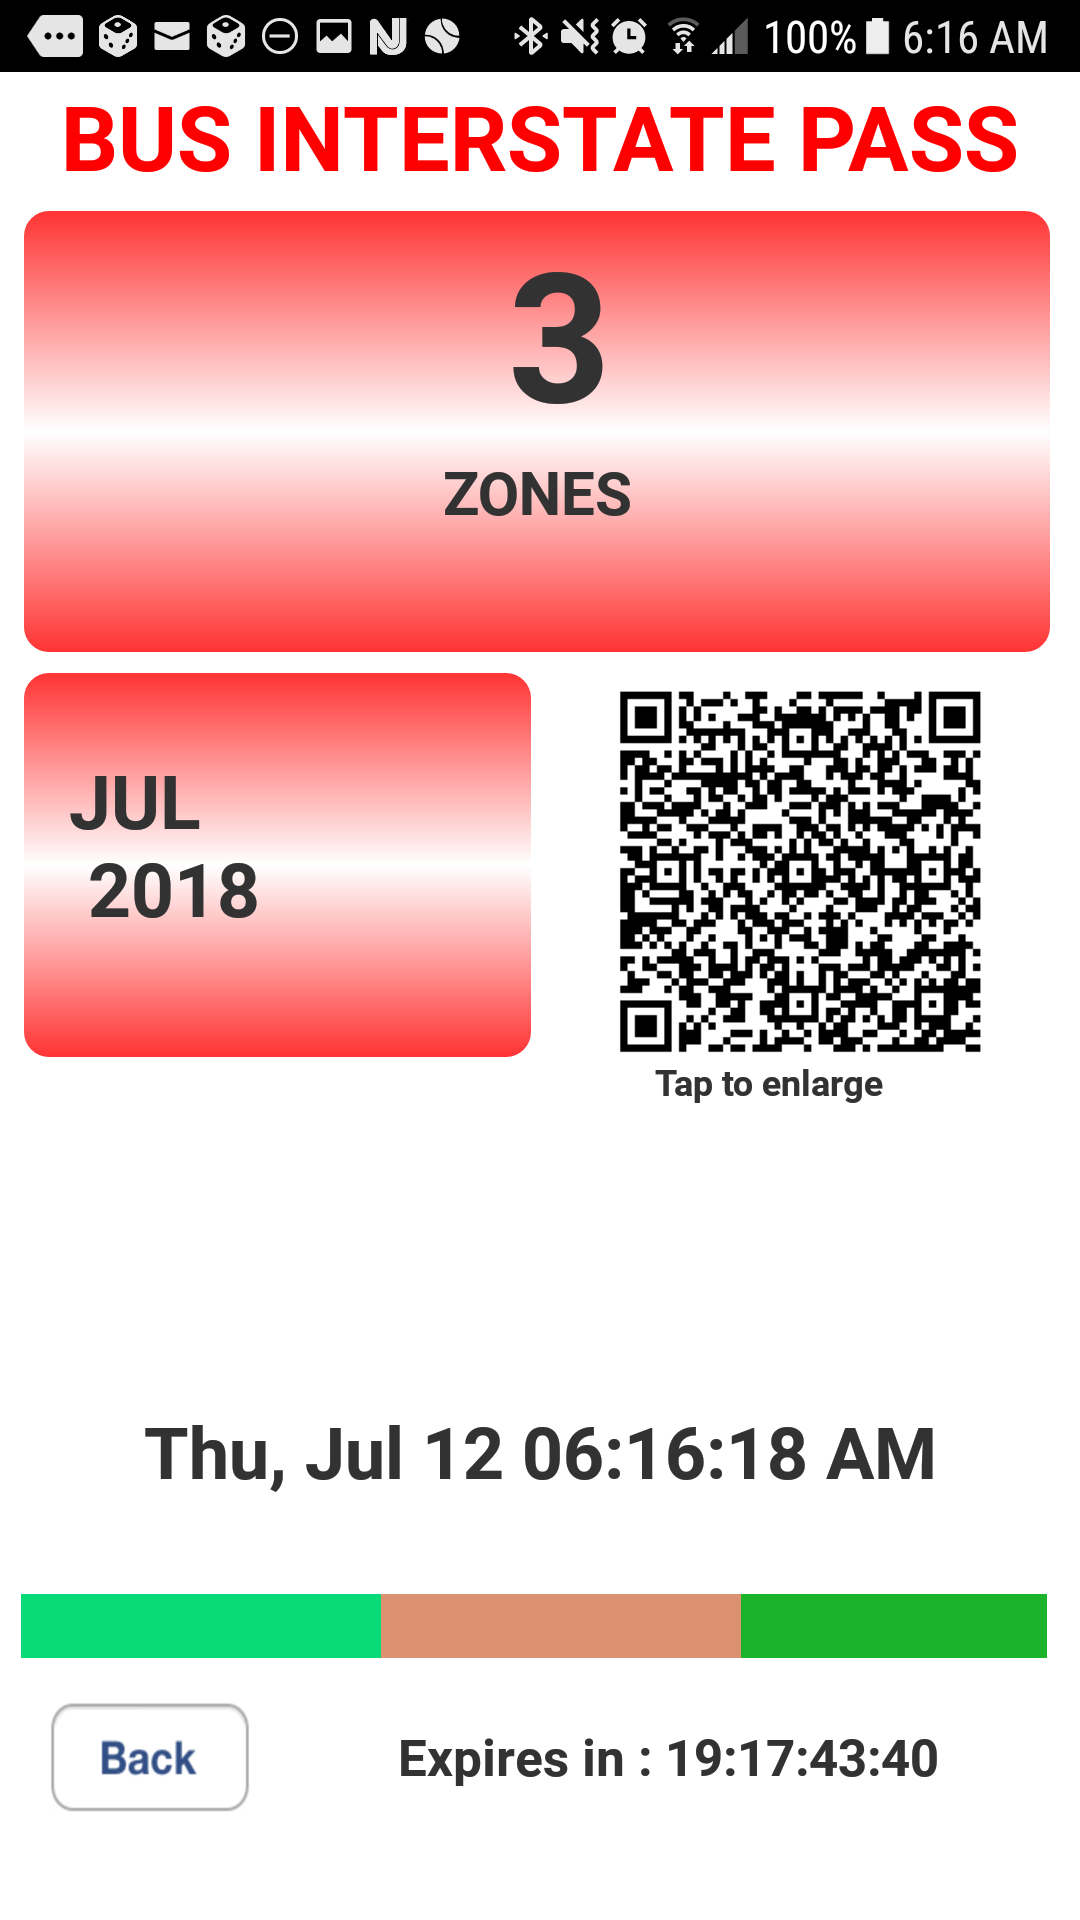 100% 6:16 AM
BUS INTERSTATE PASS
3
ZONES
JUL
2018
Tap to enlarge
Thu, Jul 12 06:16:18 AM
Back
Expires in : 19:17:43:40